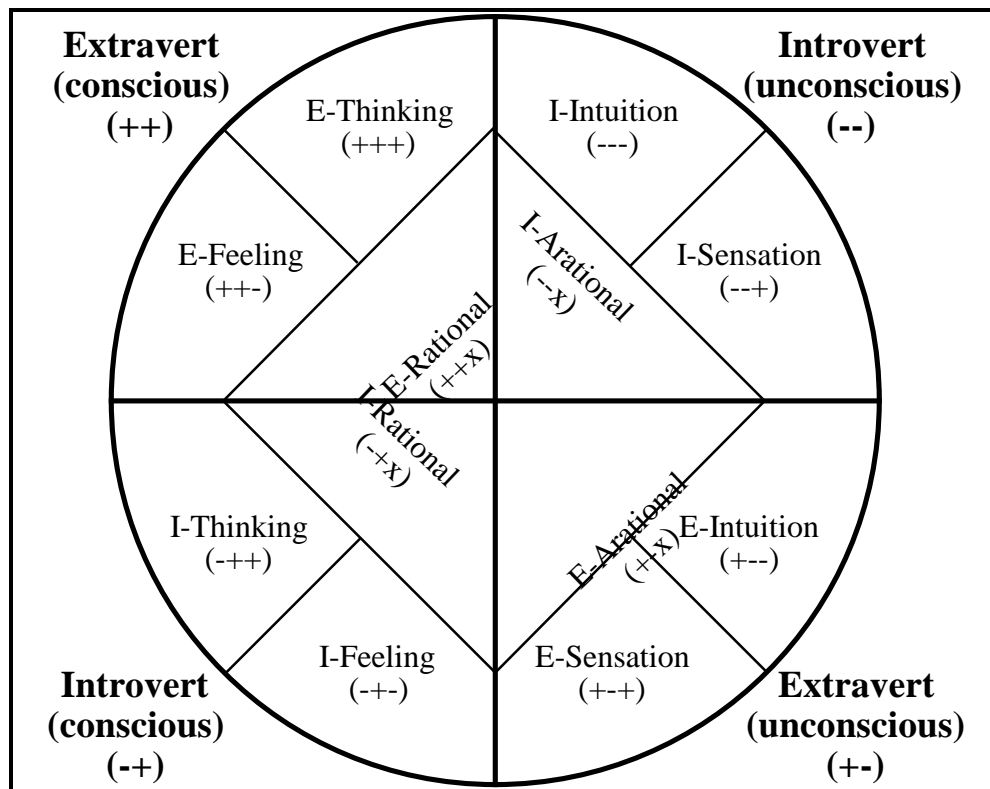 Extravert
(conscious)
(++)
Introvert
(unconscious)
(--)
E-Thinking
(+++)
I-Intuition
(---)
E-Feeling
(++-)
I-Sensation
(--+)
I-Arational
(--x)
E-Rational
(++x)
I-Rational
(-+x)
E-Arational
(+-x)
I-Thinking
(-++)
E-Intuition
(+--)
I-Feeling
(-+-)
E-Sensation
(+-+)
Introvert
(conscious)
(-+)
Extravert
(unconscious)
(+-)